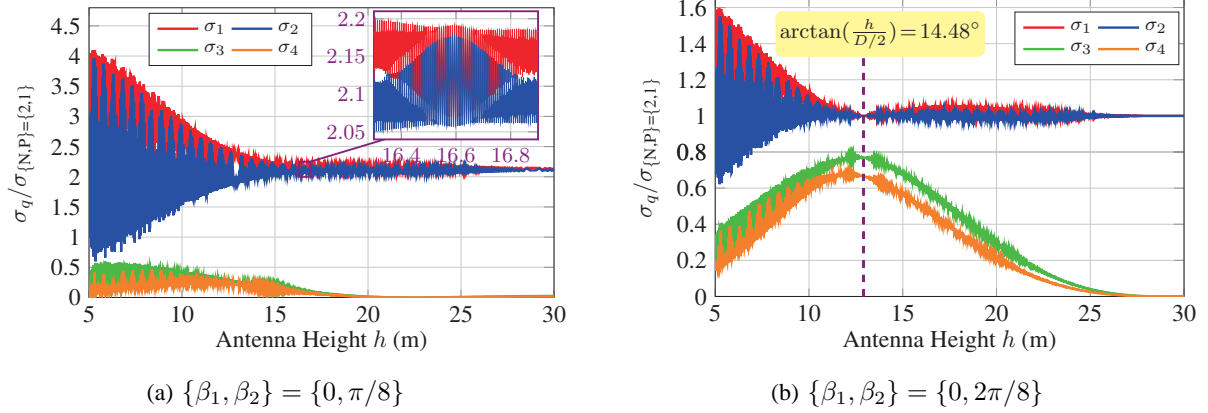 σ₁ σ₂
σ₃ σ₄
4.5
4
3.5
3
2.5
2
1.5
1
0.5
0
σq/σ{N,P}={2,1}
2.2
2.15
2.1
2.05
16.4 16.6 16.8
5 10 15 20 25 30
Antenna Height h (m)
(a) {β₁, β₂} = {0, π/8}
arctan(h/D/2)=14.48°
σ₁ σ₂
σ₃ σ₄
1.6
1.4
1.2
1
0.8
0.6
0.4
0.2
0
σq/σ{N,P}={2,1}
5 10 15 20 25 30
Antenna Height h (m)
(b) {β₁, β₂} = {0, 2π/8}